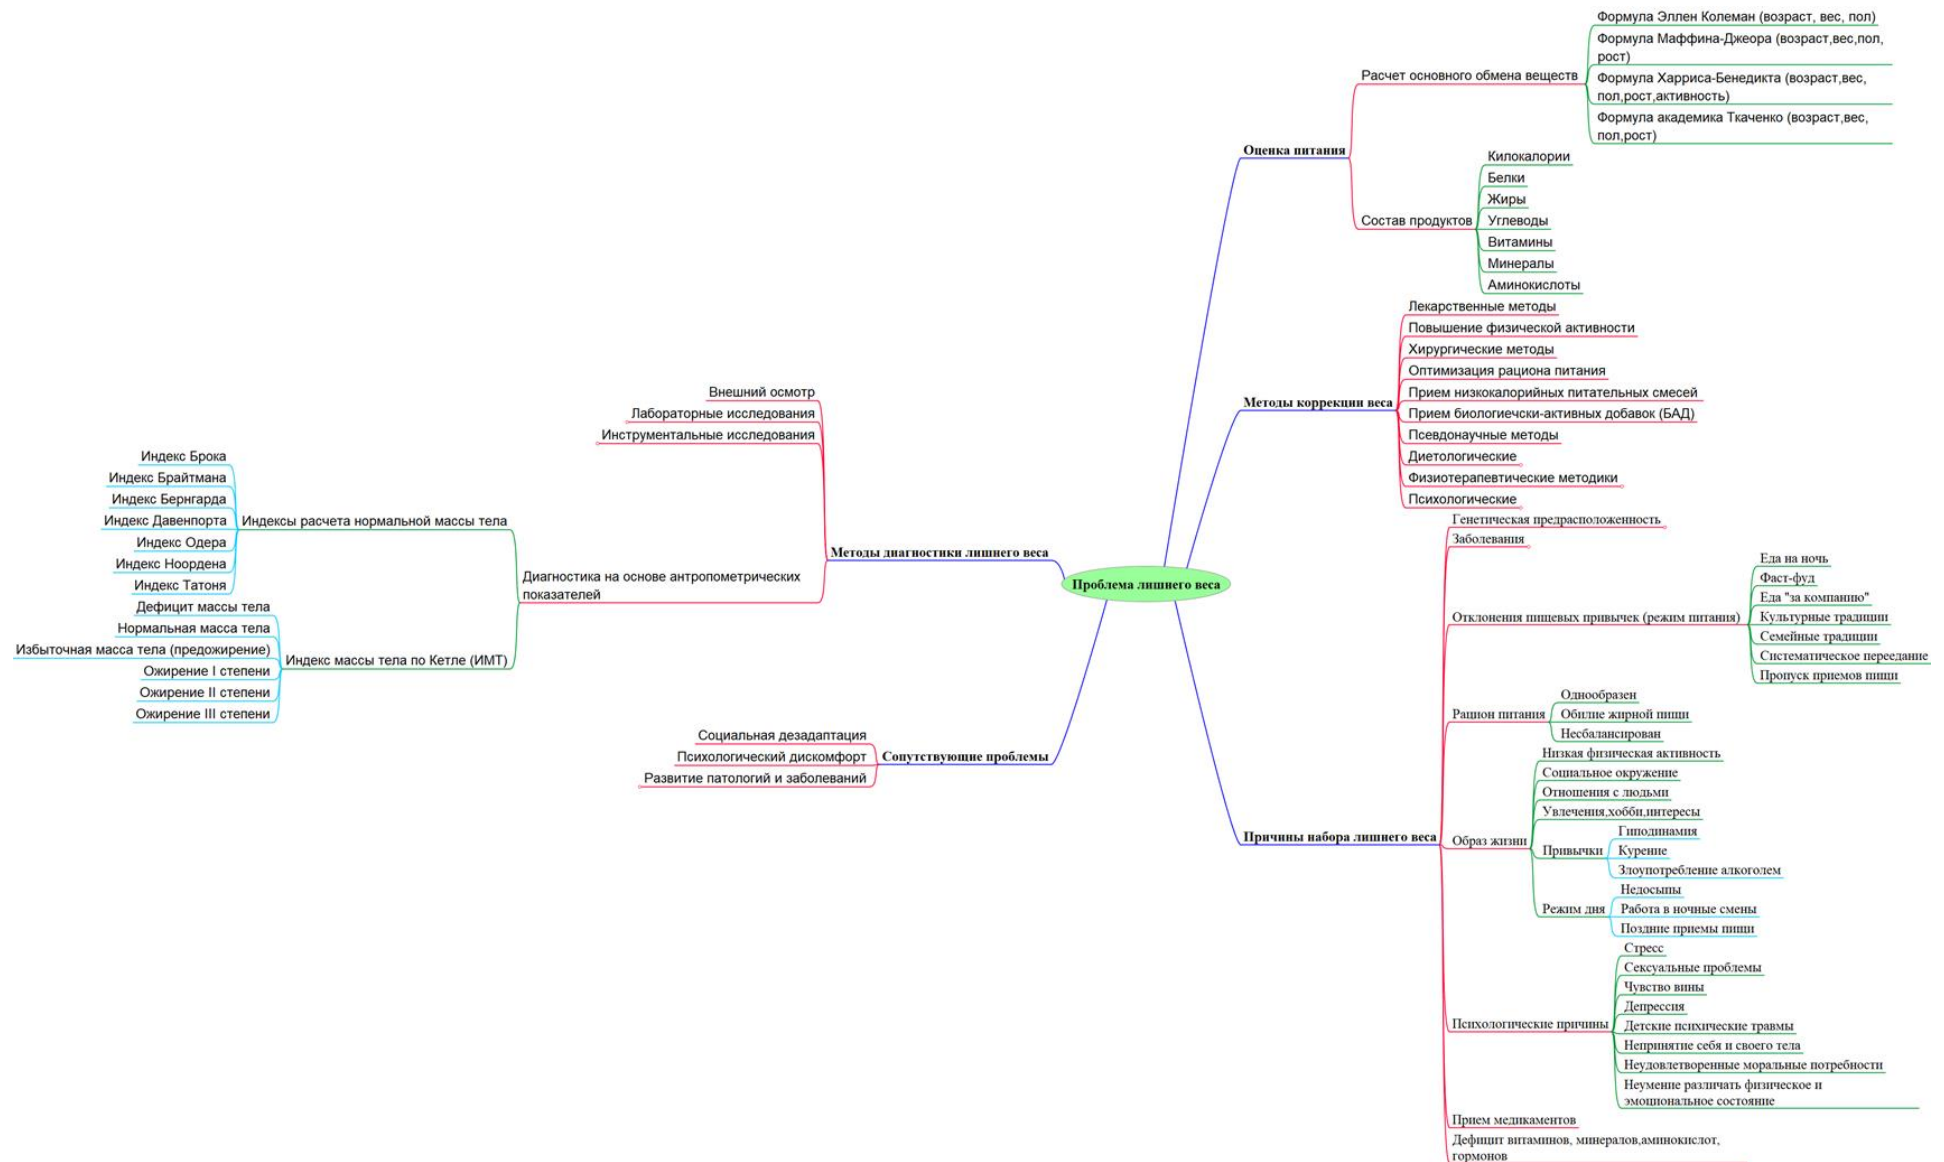 Проблема лишнего веса
Оценка питания
Расчет основного обмена веществ
Формула Эллен Колеман (возраст, вес, пол)
Формула Маффина-Джеора (возраст,вес,пол,
рост)
Формула Харриса-Бенедикта (возраст,вес,
пол,рост,активность)
Формула академика Ткаченко (возраст,вес,
пол,рост)
Состав продуктов
Килокалории
Белки
Жиры
Углеводы
Витамины
Минералы
Аминокислоты
Методы коррекции веса
Лекарственные методы
Повышение физической активности
Хирургические методы
Оптимизация рациона питания
Прием низкокалорийных питательных смесей
Прием биологиечски-активных добавок (БАД)
Псевдонаучные методы
Диетологические
Физиотерапевтические методики
Психологические
Причины набора лишнего веса
Генетическая предрасположенность
Заболевания
Отклонения пищевых привычек (режим питания)
Еда на ночь
Фаст-фуд
Еда "за компанию"
Культурные традиции
Семейные традиции
Систематическое переедание
Пропуск приемов пищи
Рацион питания
Однообразен
Обилие жирной пищи
Несбалансирован
Образ жизни
Низкая физическая активность
Социальное окружение
Отношения с людьми
Увлечения,хобби,интересы
Привычки
Гиподинамия
Курение
Злоупотребление алкоголем
Режим дня
Недосыпы
Работа в ночные смены
Поздние приемы пищи
Психологические причины
Стресс
Сексуальные проблемы
Чувство вины
Депрессия
Детские психические травмы
Непринятие себя и своего тела
Неудовлетворенные моральные потребности
Неумение различать физическое и
эмоциональное состояние
Прием медикаментов
Дефицит витаминов, минералов,аминокислот,
гормонов
Методы диагностики лишнего веса
Внешний осмотр
Лабораторные исследования
Инструментальные исследования
Диагностика на основе антропометрических
показателей
Индексы расчета нормальной массы тела
Индекс Брока
Индекс Брайтмана
Индекс Бернгарда
Индекс Давенпорта
Индекс Одера
Индекс Ноордена
Индекс Татоня
Индекс массы тела по Кетле (ИМТ)
Дефицит массы тела
Нормальная масса тела
Избыточная масса тела (предожирение)
Ожирение I степени
Ожирение II степени
Ожирение III степени
Сопутствующие проблемы
Социальная дезадаптация
Психологический дискомфорт
Развитие патологий и заболеваний